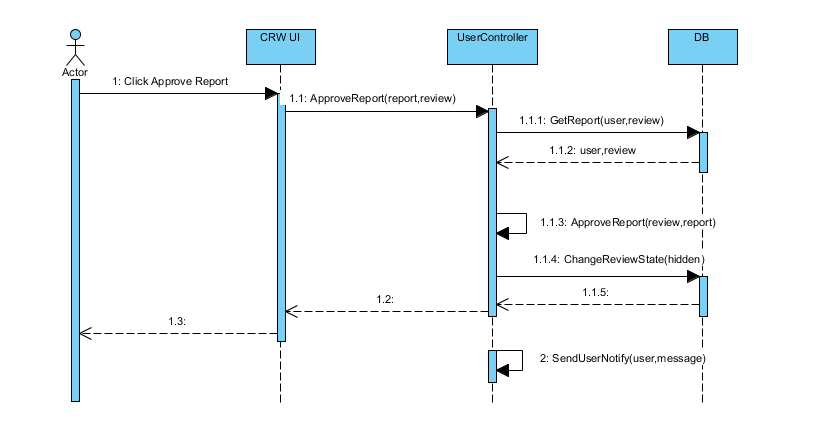 CRW UI
UserController
DB
Actor
1: Click Approve Report
1.1: ApproveReport(report,review)
1.1.1: GetReport(user,review)
1.1.2: user,review
1.1.3: ApproveReport(review,report)
1.1.4: ChangeReviewState(hidden)
1.1.5:
1.2:
1.3:
2: SendUserNotify(user,message)